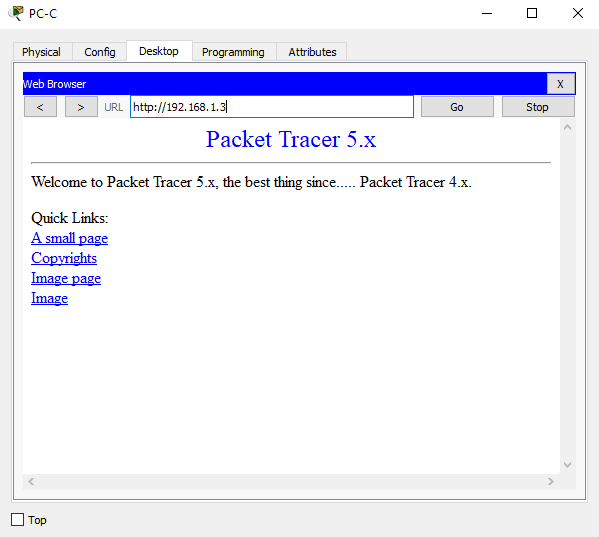 PC-C
Physical Config Desktop Programming Attributes
Web Browser X
< > URL http://192.168.1.3 Go Stop
Packet Tracer 5.x
Welcome to Packet Tracer 5.x, the best thing since..... Packet Tracer 4.x.
Quick Links:
A small page
Copyrights
Image page
Image
Top